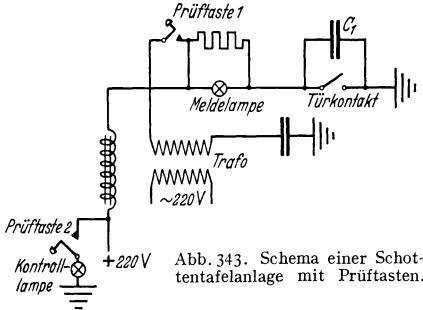 Prüftaste 1
C1
Meldelampe
Türkontakt
Trafo
~220V
Prüftaste 2
+220V
Kontroll-
lampe
Abb. 343. Schema einer Schot-
tentafelanlage mit Prüftasten.